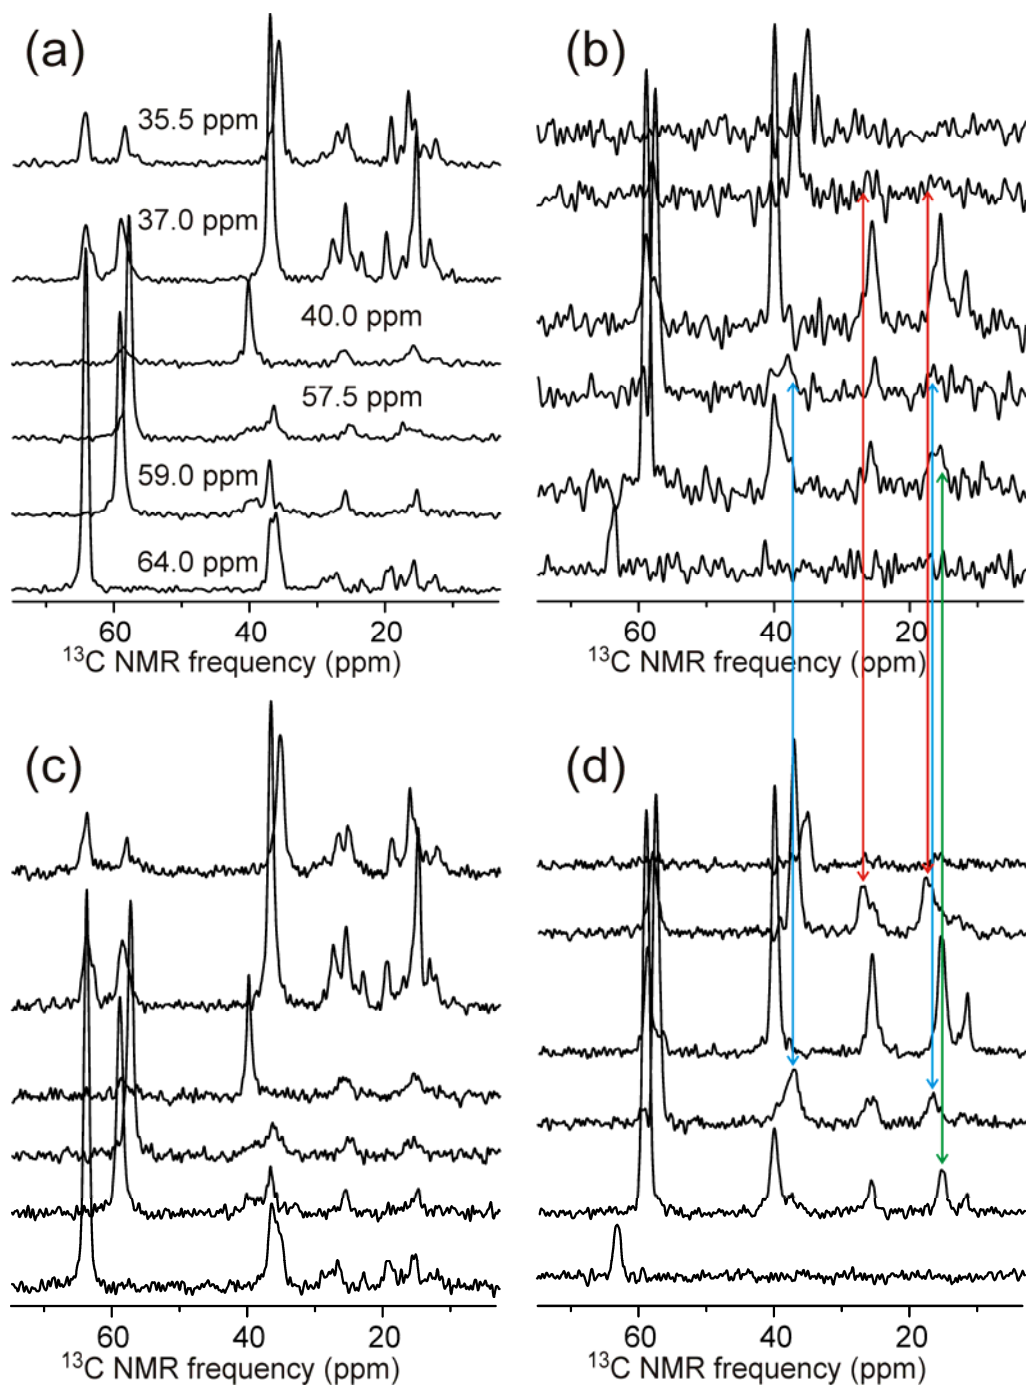 (a)
(b)
35.5 ppm
37.0 ppm
40.0 ppm
57.5 ppm
59.0 ppm
64.0 ppm
60 40 20
60 40 20
¹³C NMR frequency (ppm)
¹³C NMR frequency (ppm)
(c)
(d)
60 40 20
60 40 20
¹³C NMR frequency (ppm)
¹³C NMR frequency (ppm)